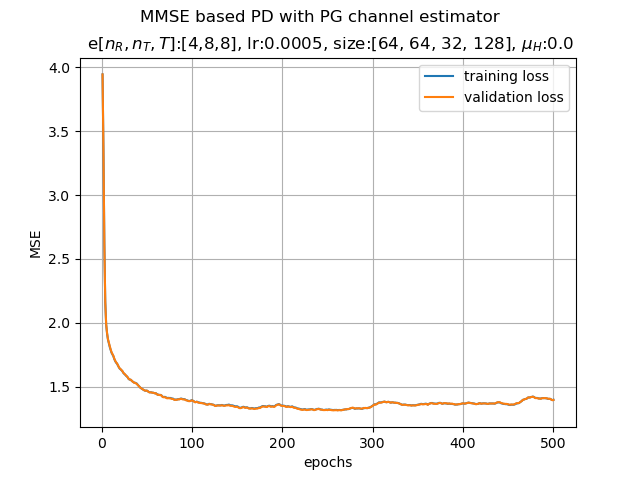 MMSE based PD with PG channel estimator
e[$n_R, n_T, T$]:[4,8,8], lr:0.0005, size:[64, 64, 32, 128], $\mu_H$:0.0
training loss
validation loss
4.0
3.5
3.0
2.5
2.0
1.5
MSE
0 100 200 300 400 500
epochs